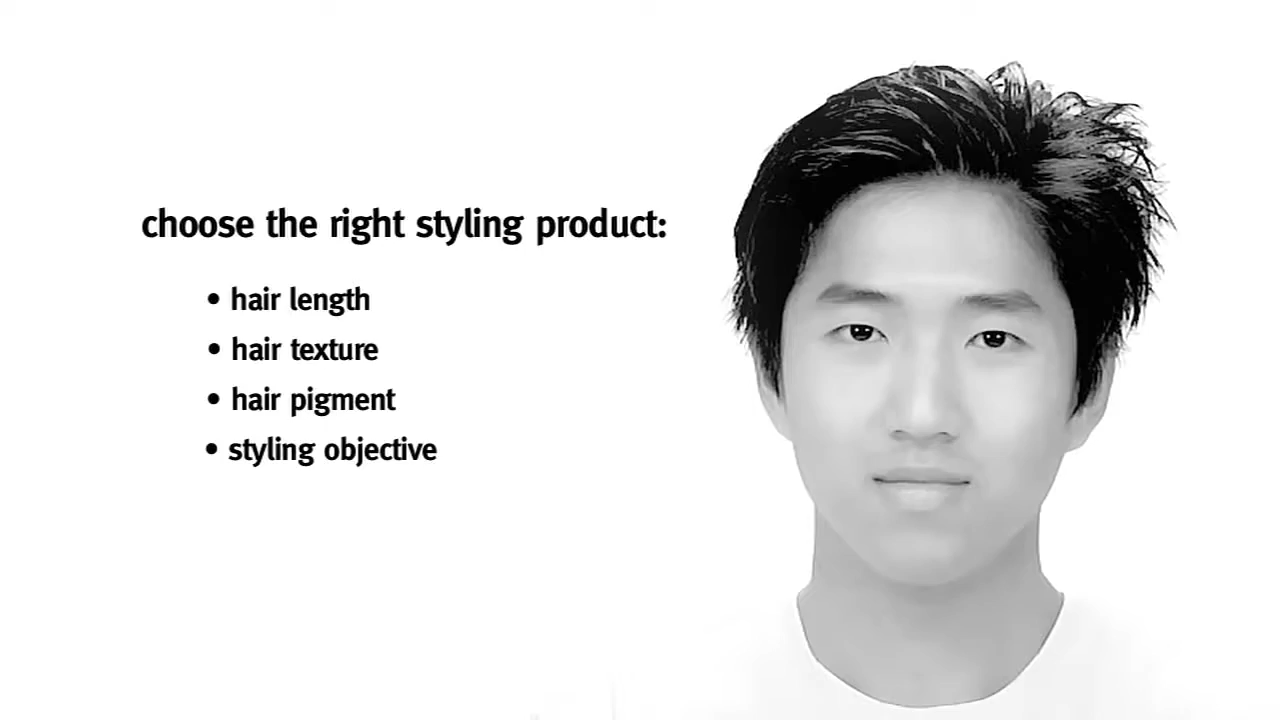 choose the right styling product:
• hair length
• hair texture
• hair pigment
• styling objective